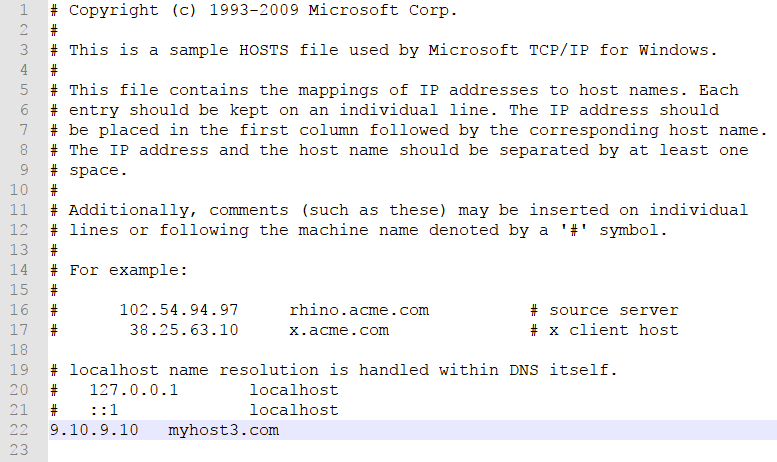 1 # Copyright (c) 1993-2009 Microsoft Corp.
2 #
3 # This is a sample HOSTS file used by Microsoft TCP/IP for Windows.
4 #
5 # This file contains the mappings of IP addresses to host names. Each
6 # entry should be kept on an individual line. The IP address should
7 # be placed in the first column followed by the corresponding host name.
8 # The IP address and the host name should be separated by at least one
9 # space.
10 #
11 # Additionally, comments (such as these) may be inserted on individual
12 # lines or following the machine name denoted by a '#' symbol.
13 #
14 # For example:
15 #
16 #      102.54.94.97     rhino.acme.com          # source server
17 #       38.25.63.10     x.acme.com              # x client host
18
19 # localhost name resolution is handled within DNS itself.
20 #   127.0.0.1       localhost
21 #   ::1             localhost
22 9.10.9.10   myhost3.com
23